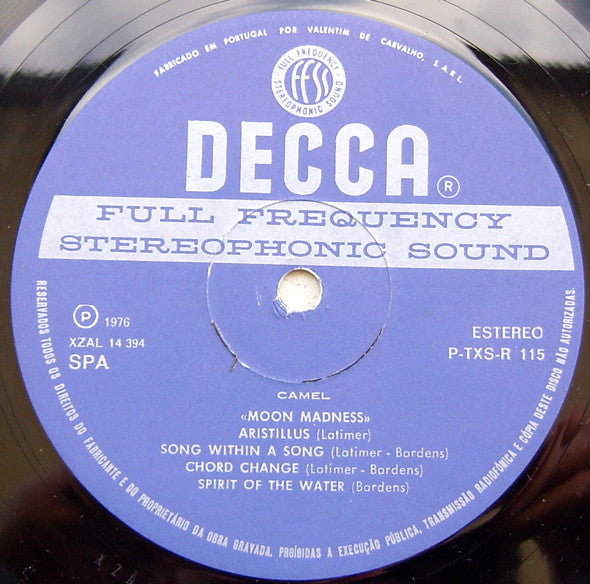 FABRICADO EM PORTUGAL POR VALENTIM DE CARVALHO, S.A.R.L.
FULL FREQUENCY
ffss
STEREOPHONIC SOUND
DECCA ®
FULL FREQUENCY
STEREOPHONIC SOUND
Ⓟ 1976
XZAL 14 394
SPA
ESTEREO
P-TXS-R 115
CAMEL
«MOON MADNESS»
ARISTILLUS (Latimer)
SONG WITHIN A SONG (Latimer - Bardens)
CHORD CHANGE (Latimer - Bardens)
SPIRIT OF THE WATER (Bardens)
RESERVADOS TODOS OS DIREITOS DO FABRICANTE E DO PROPRIETÁRIO DA OBRA GRAVADA. PROÍBIDAS A EXECUÇÃO PÚBLICA, TRANSMISSÃO RADIOFÓNICA E CÓPIA DESTE DISCO NÃO AUTORIZADAS.